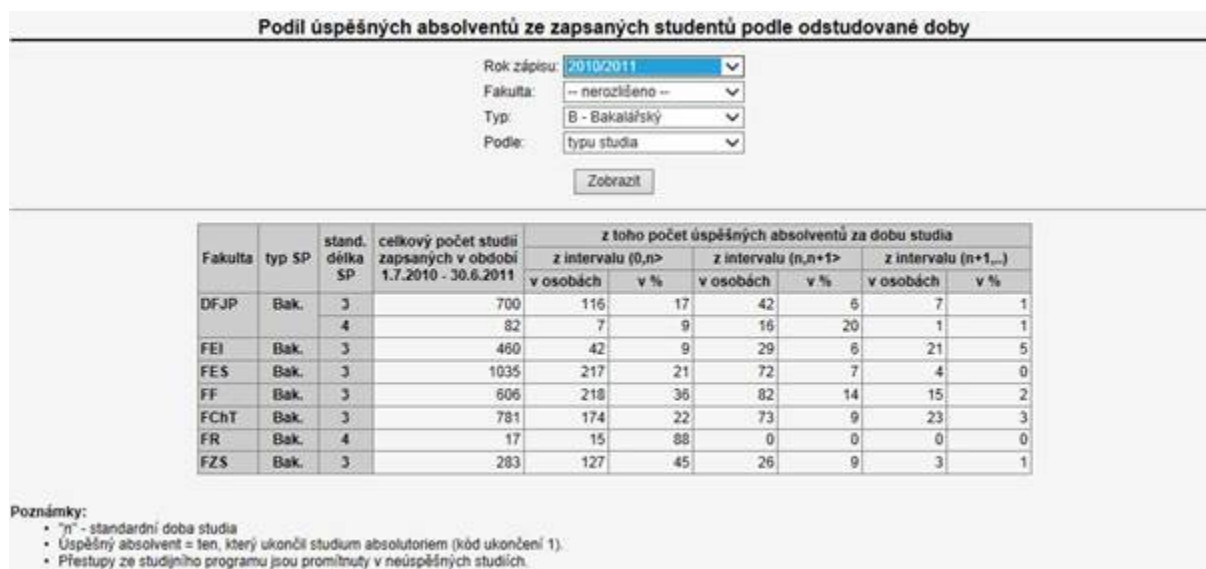 Podíl úspěšných absolventů ze zapsaných studentů podle odstudované doby
Rok zápisu: 2010/2011
Fakulta: -- nerozlišeno --
Typ: B - Bakalářský
Podle: typu studia
Zobrazit
Fakulta typ SP stand. délka SP celkový počet studií zapsaných v období 1.7.2010 - 30.6.2011 z toho počet úspěšných absolventů za dobu studia
z intervalu (0,n> z intervalu (n,n+1> z intervalu (n+1,..)
v osobách v % v osobách v % v osobách v %
DFJP Bak. 3 700 116 17 42 6 7 1
4 82 7 9 16 20 1 1
FEI Bak. 3 460 42 9 29 6 21 5
FES Bak. 3 1035 217 21 72 7 4 0
FF Bak. 3 606 218 36 82 14 15 2
FChT Bak. 3 781 174 22 73 9 23 3
FR Bak. 4 17 15 88 0 0 0 0
FZS Bak. 3 283 127 45 26 9 3 1
Poznámky:
• "n" - standardní doba studia
• Úspěšný absolvent = ten, který ukončil studium absolutoriem (kód ukončení 1).
• Přestupy ze studijního programu jsou promítnuty v neúspěšných studiích.